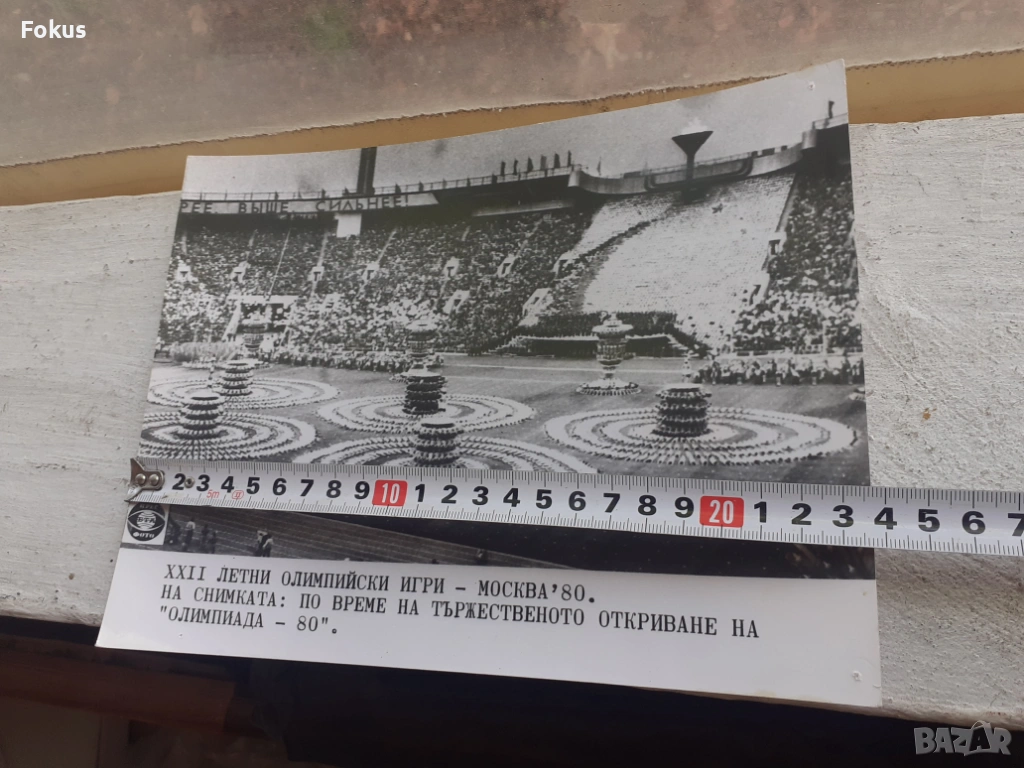 Fokus
РЕЕ ВЫШЕ СИЛЬНЕЕ!
2 3 4 5 6 7 8 9 10 1 2 3 4 5 6 7 8 9 20 1 2 3 4 5 6 7
5m
БТА
ФОТО
XXII ЛЕТНИ ОЛИМПИЙСКИ ИГРИ - МОСКВА'80.
НА СНИМКАТА: ПО ВРЕМЕ НА ТЪРЖЕСТВЕНОТО ОТКРИВАНЕ НА
"ОЛИМПИАДА - 80".
BAZAR